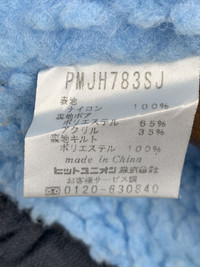 PMJH783SJ
表地
ナイロン 100%
裏地ボア
ポリエステル 65%
アクリル 35%
裏地キルト
ポリエステル 100%
made in China
ヒットユニオン株式会社
お客様サービス課
0120-630840